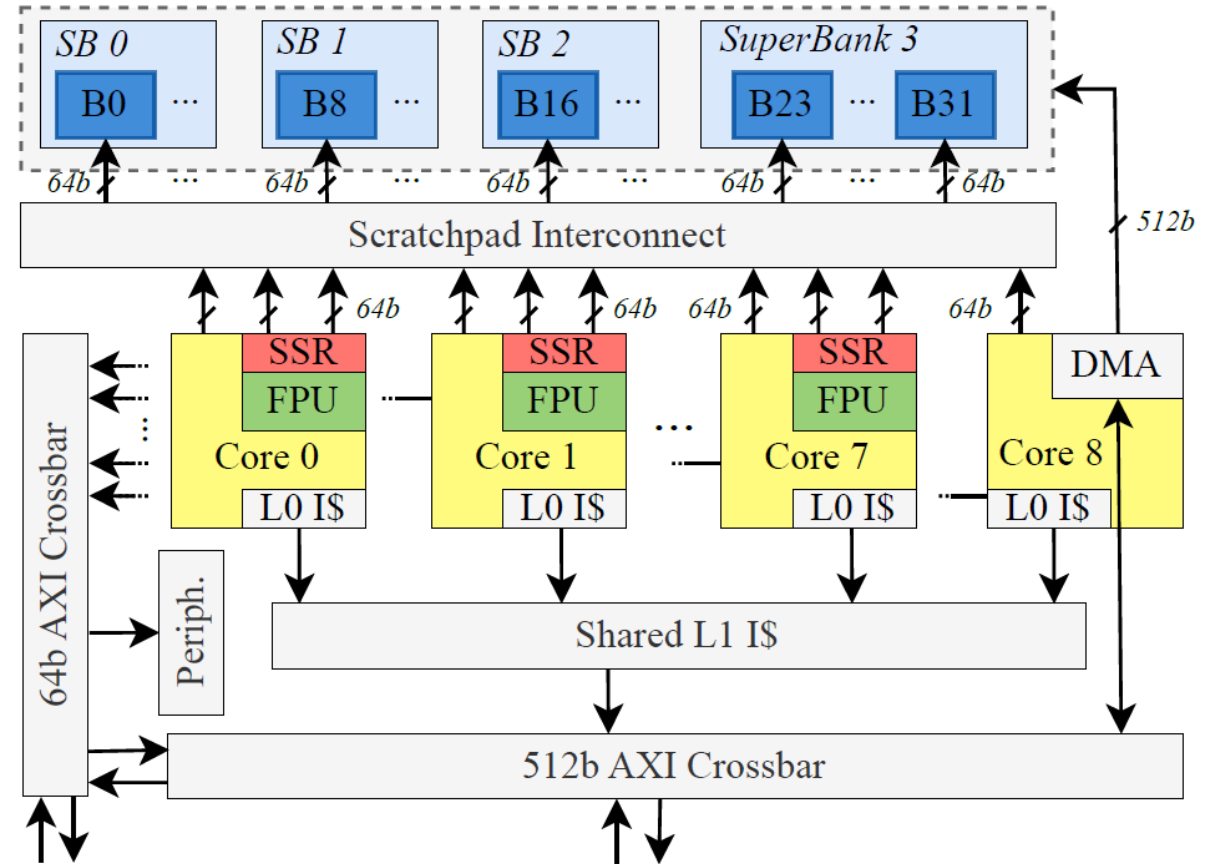 SB 0
SB 1
SB 2
SuperBank 3
B0 ...
B8 ...
B16 ...
B23 ... B31
64b ...
64b ...
64b ...
64b ... 64b
512b
Scratchpad Interconnect
64b
64b
64b
64b
SSR
FPU
Core 0
L0 I$
SSR
FPU
Core 1
L0 I$
...
SSR
FPU
Core 7
L0 I$
DMA
Core 8
L0 I$
...
64b AXI Crossbar
Periph.
Shared L1 I$
512b AXI Crossbar